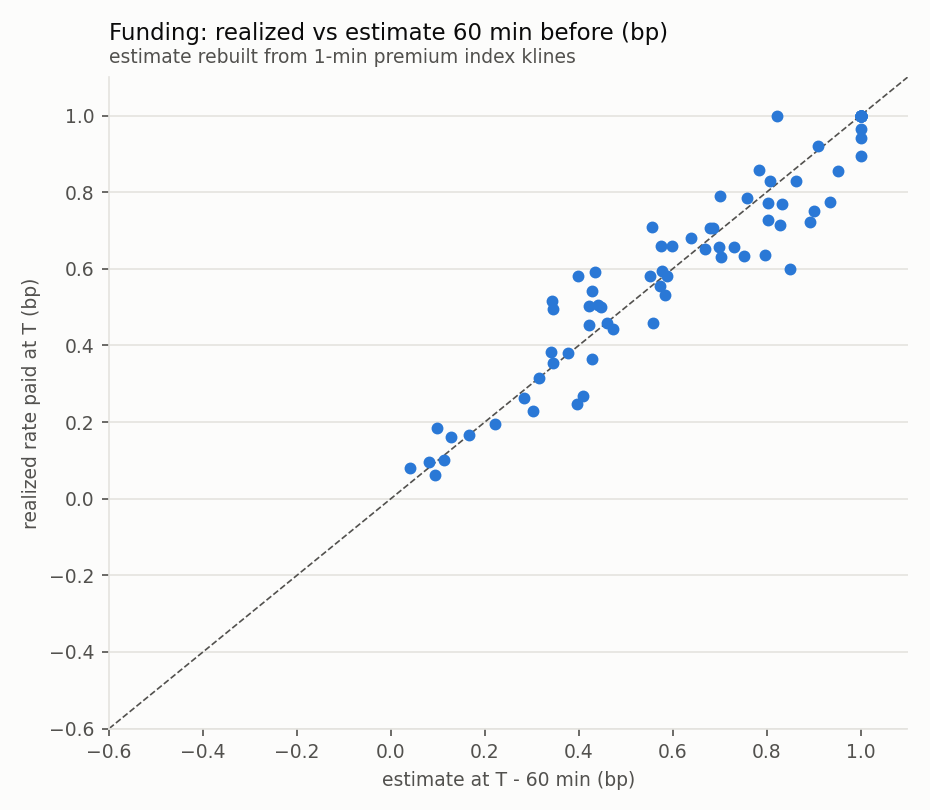 Funding: realized vs estimate 60 min before (bp)
estimate rebuilt from 1-min premium index klines
realized rate paid at T (bp)
1.0
0.8
0.6
0.4
0.2
0.0
−0.2
−0.4
−0.6
−0.6 −0.4 −0.2 0.0 0.2 0.4 0.6 0.8 1.0
estimate at T - 60 min (bp)